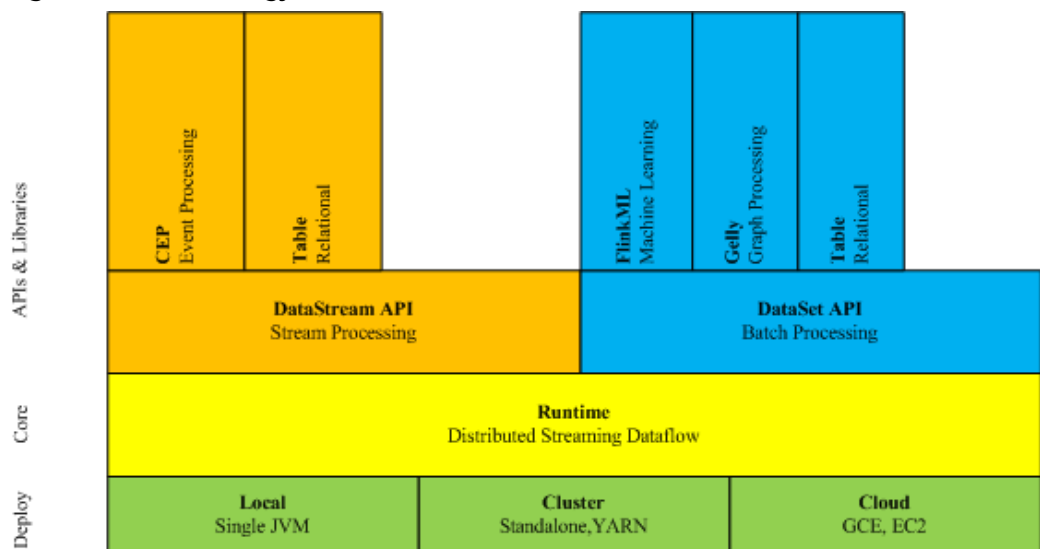 CEP
Event Processing
Table
Relational
FlinkML
Machine Learning
Gelly
Graph Processing
Table
Relational
APIs & Libraries
DataStream API
Stream Processing
DataSet API
Batch Processing
Core
Runtime
Distributed Streaming Dataflow
Deploy
Local
Single JVM
Cluster
Standalone,YARN
Cloud
GCE, EC2